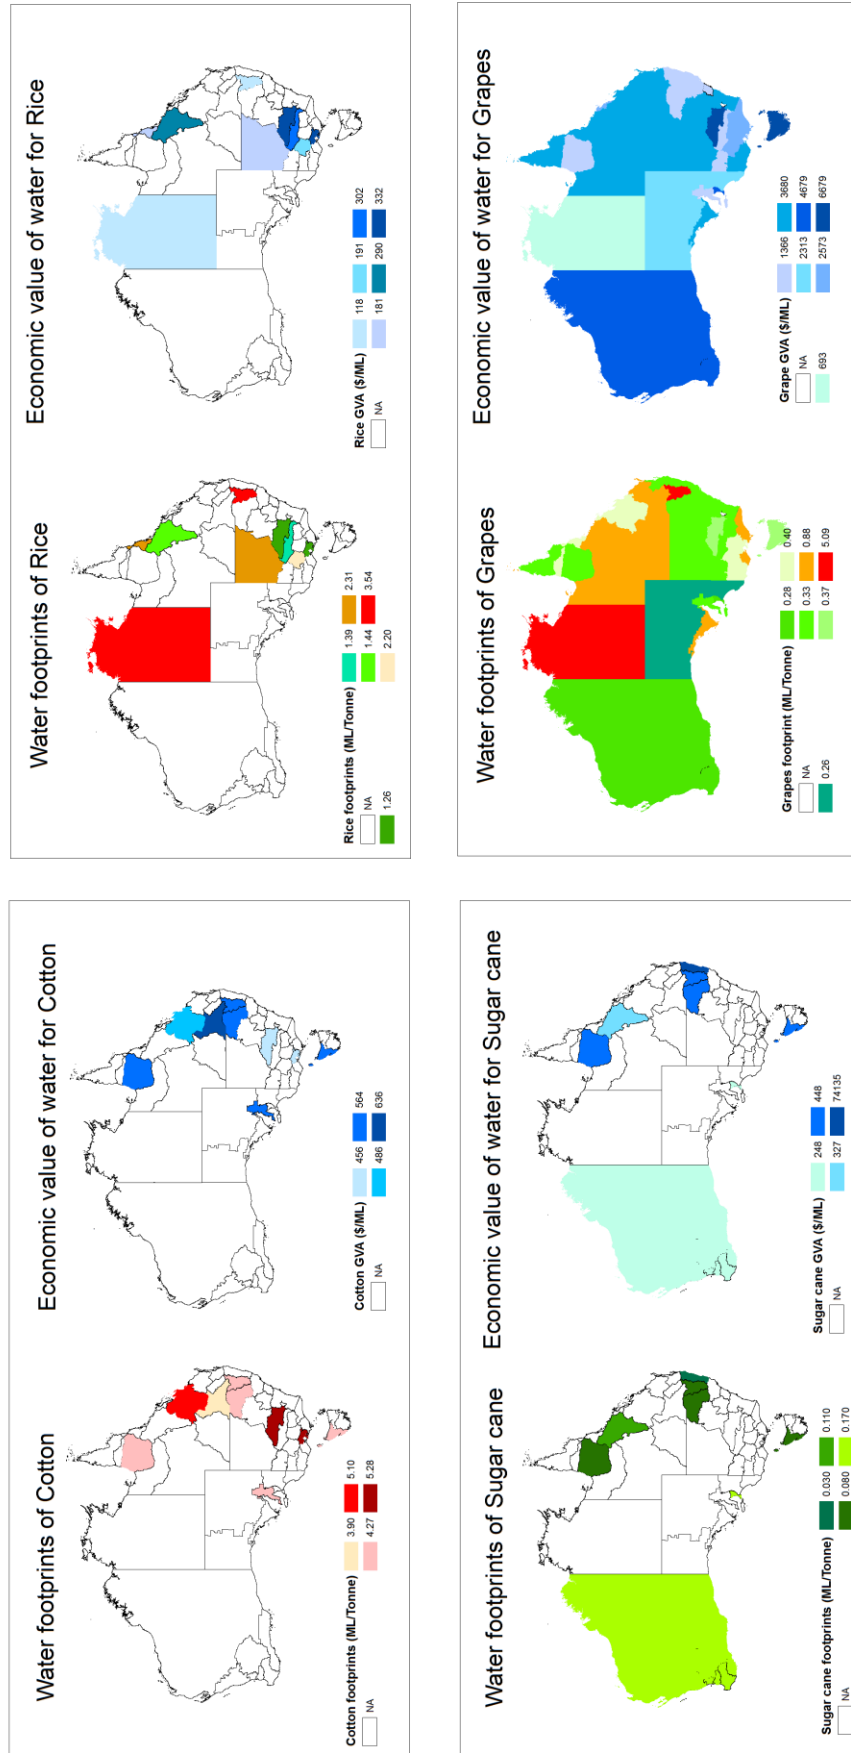 Water footprints of Rice
Economic value of water for Rice
Rice footprints (ML/Tonne)
NA
1.26
1.39
1.44
2.20
2.31
3.54
Rice GVA ($/ML)
NA
118
181
191
290
302
332
Water footprints of Grapes
Economic value of water for Grapes
Grapes footprint (ML/Tonne)
NA
0.26
0.28
0.33
0.37
0.40
0.88
5.09
Grape GVA ($/ML)
NA
693
1366
2313
2573
3680
4679
6679
Water footprints of Cotton
Economic value of water for Cotton
Cotton footprints (ML/Tonne)
NA
3.90
4.27
5.10
5.28
Cotton GVA ($/ML)
NA
456
486
564
636
Water footprints of Sugar cane
Economic value of water for Sugar cane
Sugar cane footprints (ML/Tonne)
NA
0.030
0.080
0.110
0.170
Sugar cane GVA ($/ML)
NA
248
327
448
74135